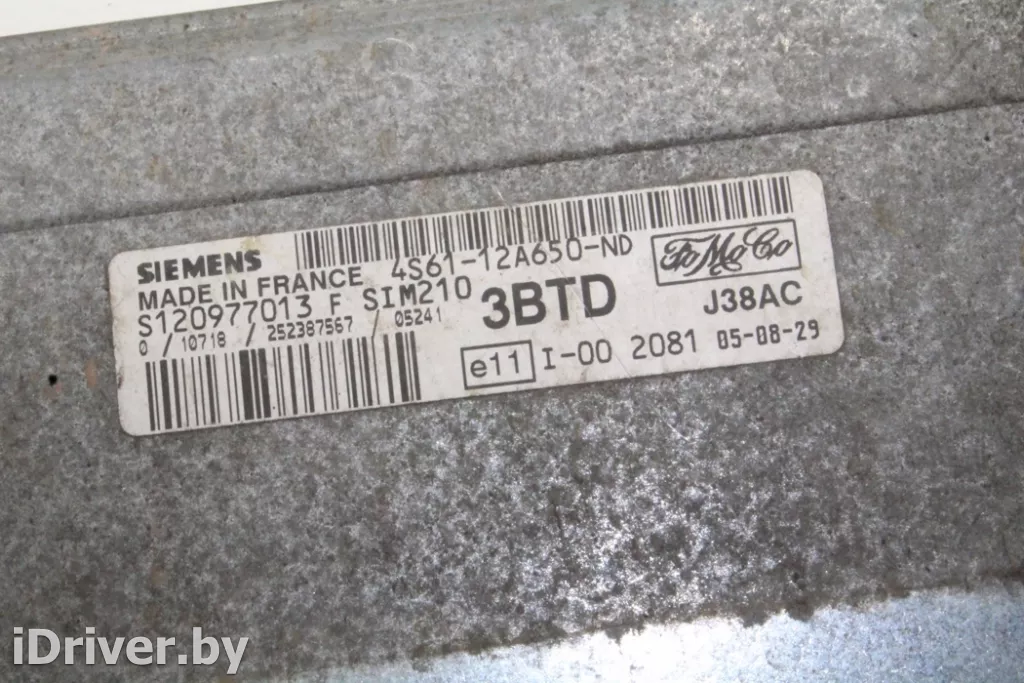 SIEMENS
MADE IN FRANCE 4S61-12A650-ND
S120977013 F SIM210 3BTD
FoMoCo
J38AC
0 / 10718 / 252387567 / 05241
e11 I-00 2081 05-08-29
iDriver.by